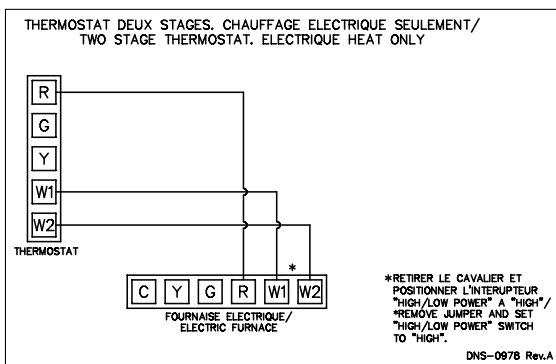 THERMOSTAT DEUX STAGES. CHAUFFAGE ELECTRIQUE SEULEMENT/
TWO STAGE THERMOSTAT. ELECTRIQUE HEAT ONLY
R
G
Y
W1
W2
THERMOSTAT
C Y G R W1 W2
*
FOURNAISE ELECTRIQUE/
ELECTRIC FURNACE
*RETIRER LE CAVALIER ET
POSITIONNER L'INTERUPTEUR
"HIGH/LOW POWER" A "HIGH"/
*REMOVE JUMPER AND SET
"HIGH/LOW POWER" SWITCH
TO "HIGH".
DNS-0978 Rev.A